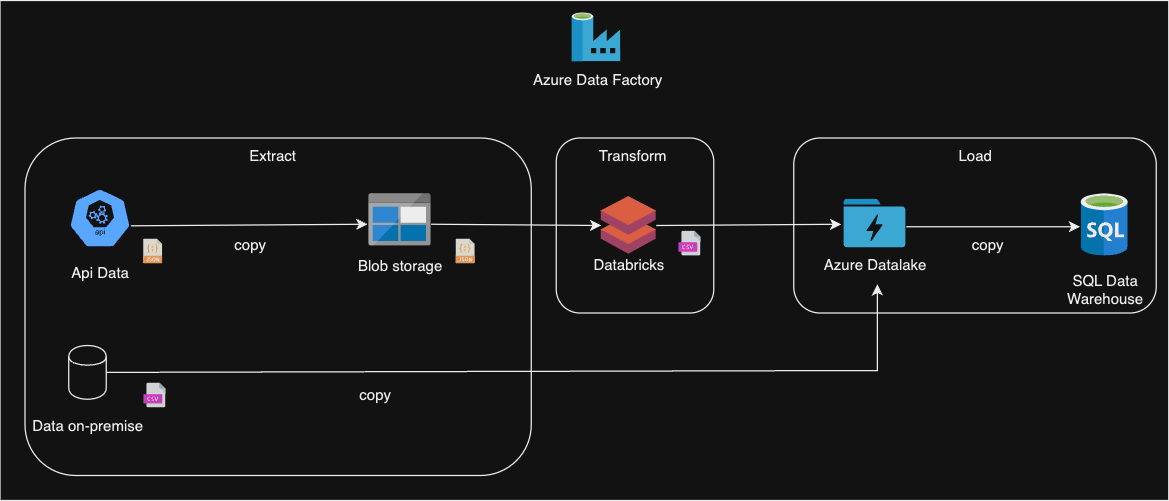 Azure Data Factory
Extract
Transform
Load
api
copy
{:}
JSON
{:}
JSON
CSV
copy
SQL
Api Data
Blob storage
Databricks
Azure Datalake
SQL Data
Warehouse
CSV
copy
Data on-premise